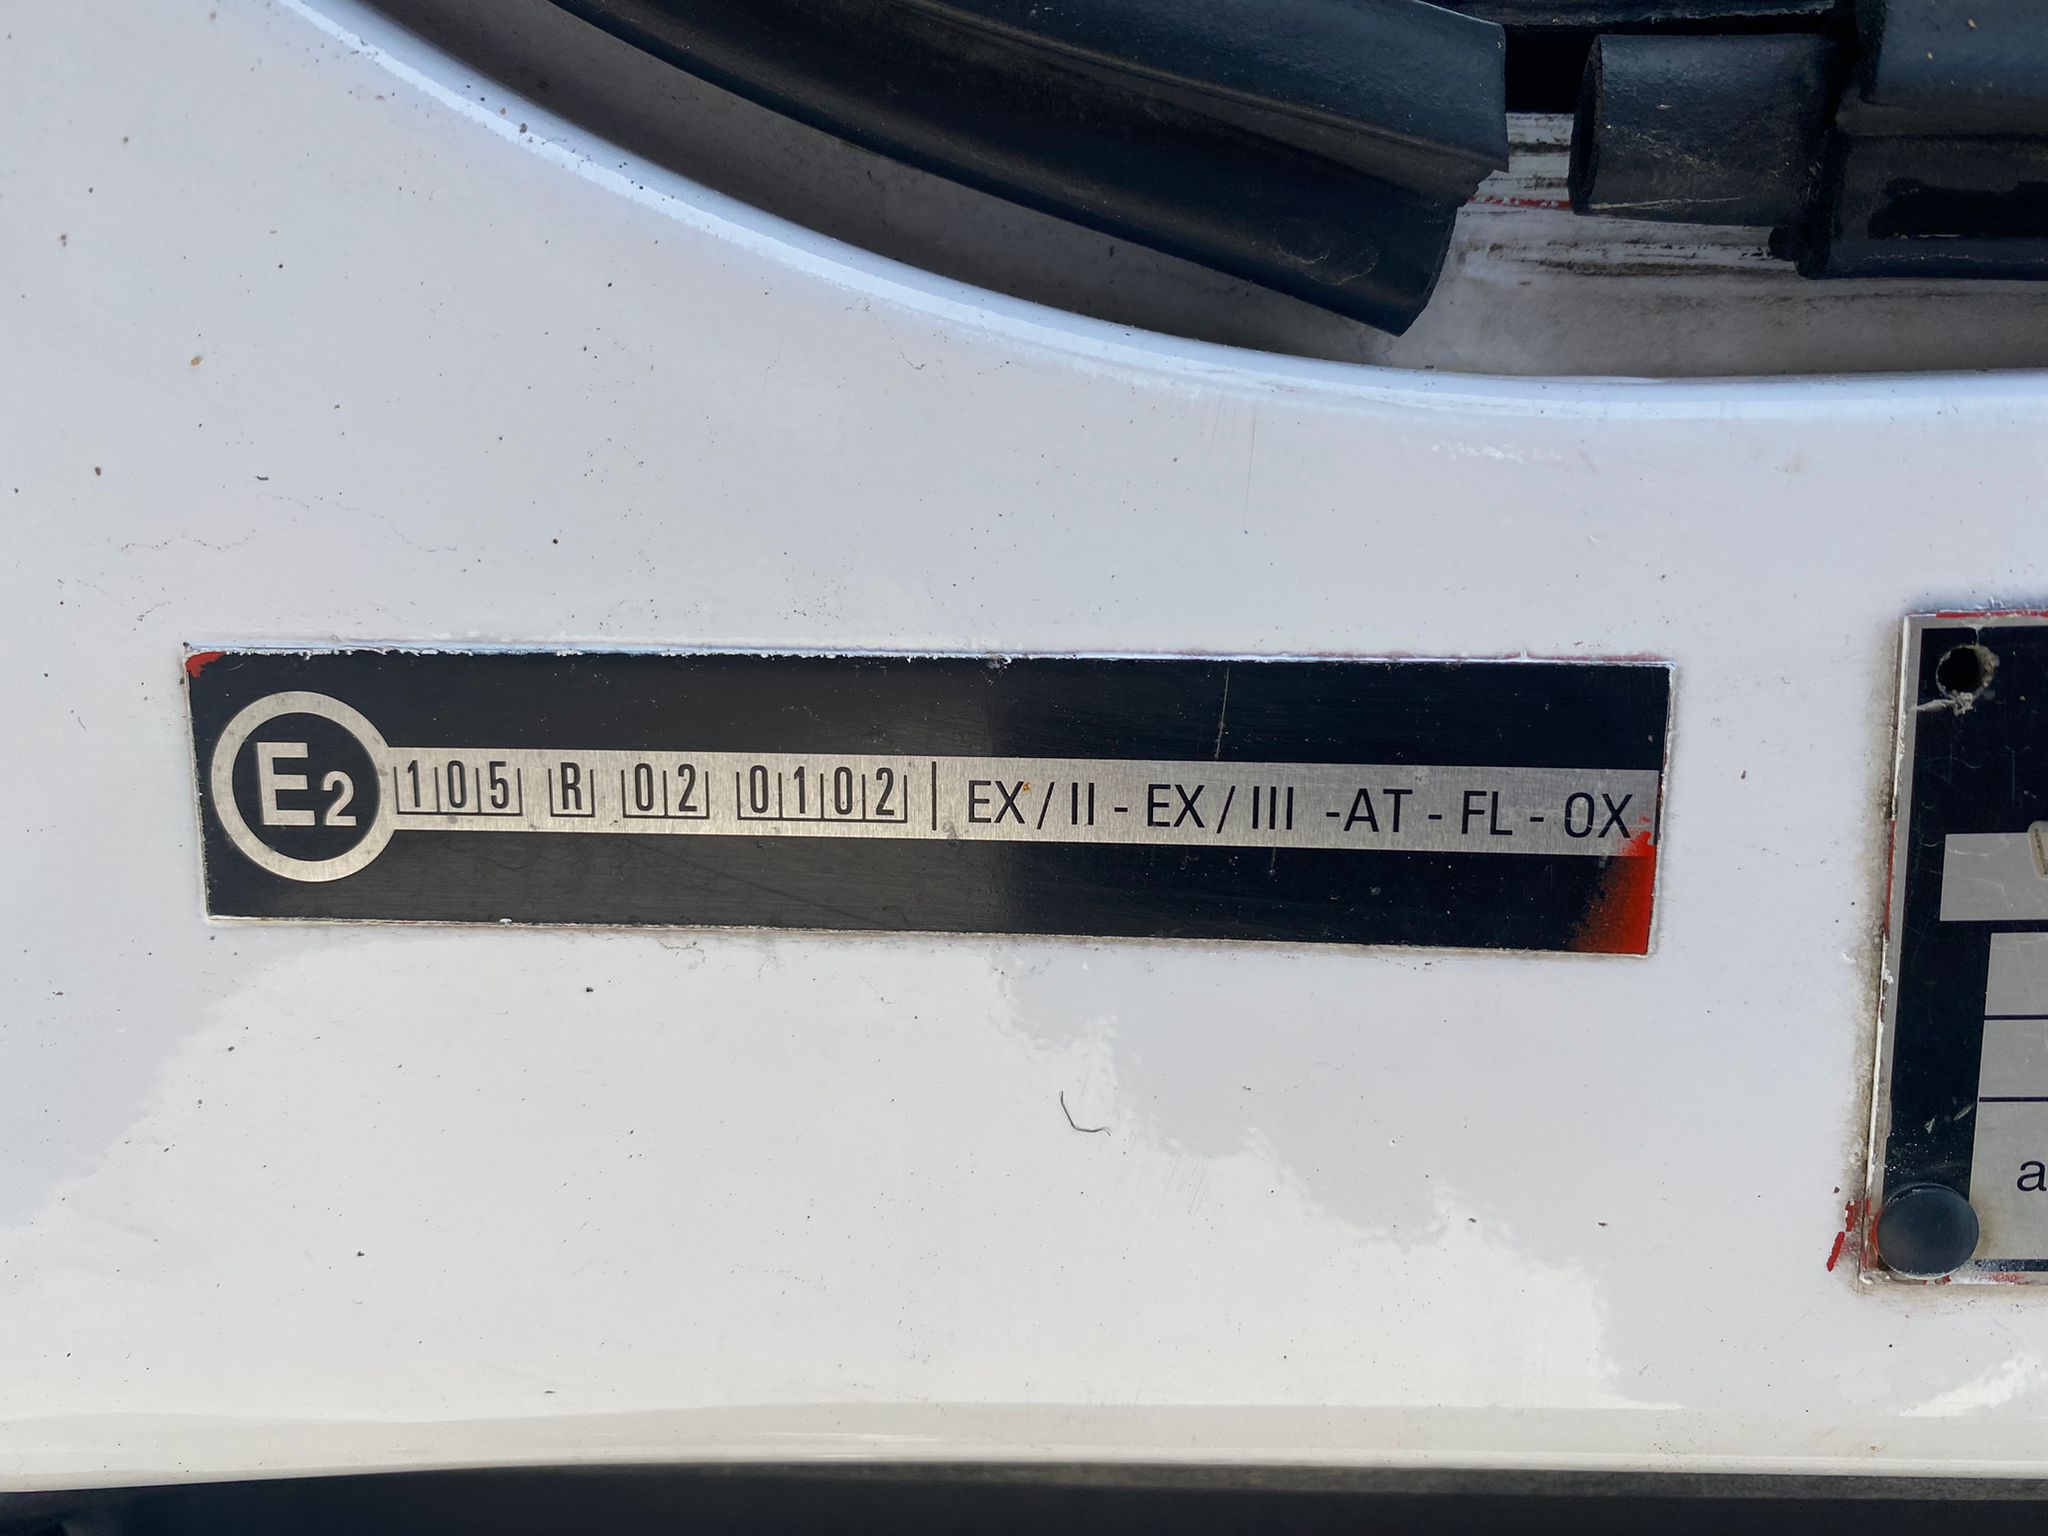 E2 105 R 02 0102 EX/II - EX/III -AT - FL - OX
a